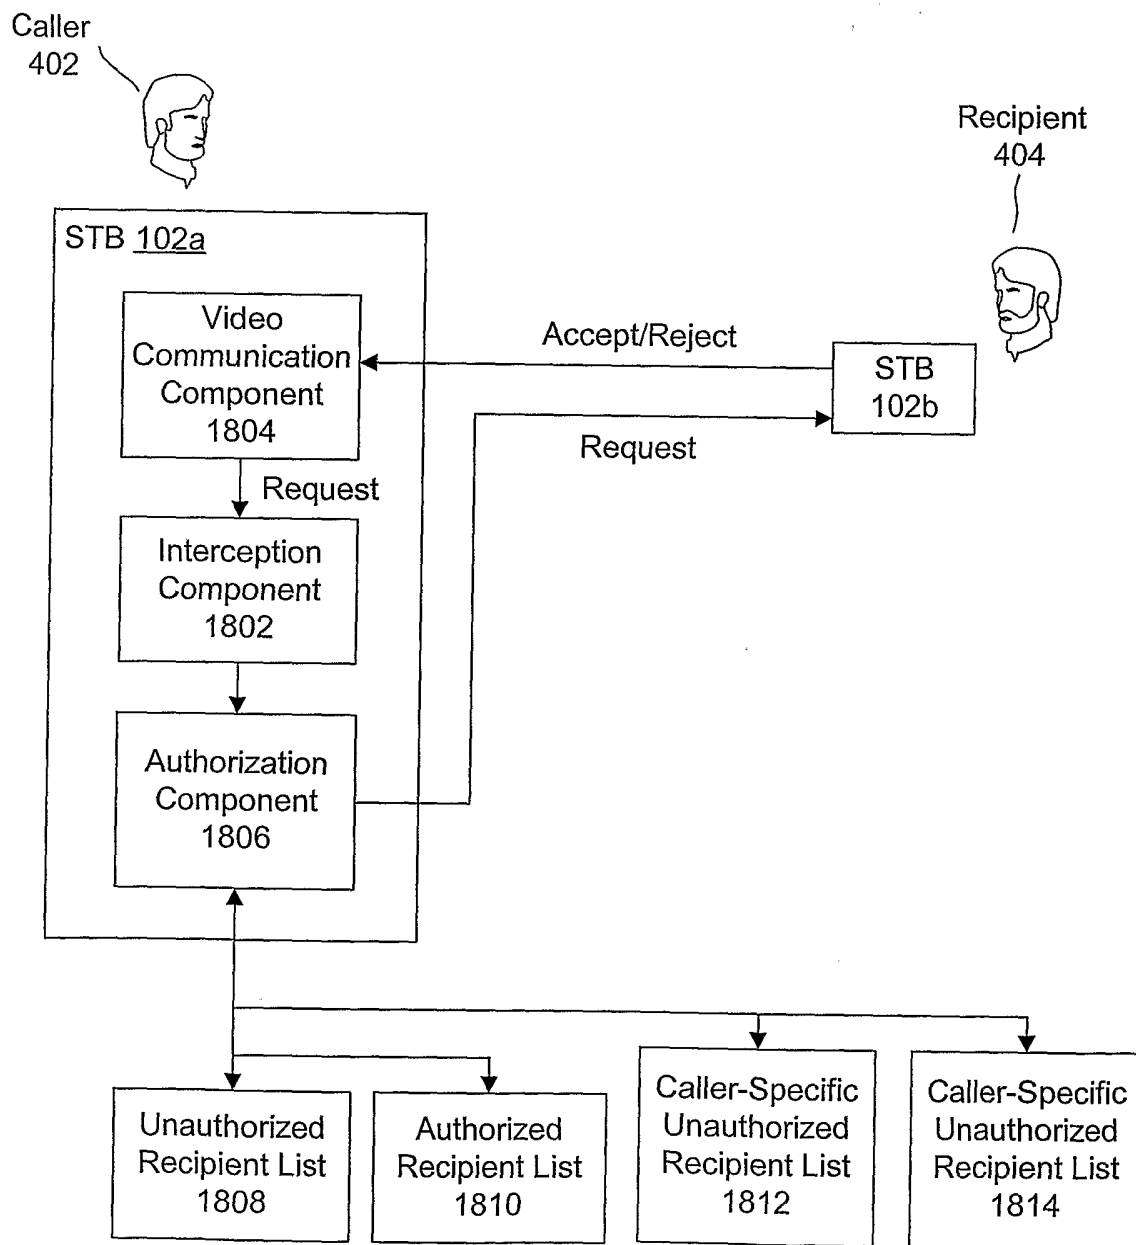 Caller
402
Recipient
404
STB 102a
Video
Communication
Component
1804
Accept/Reject
STB
102b
Request
Request
Interception
Component
1802
Authorization
Component
1806
Unauthorized
Recipient List
1808
Authorized
Recipient List
1810
Caller-Specific
Unauthorized
Recipient List
1812
Caller-Specific
Unauthorized
Recipient List
1814